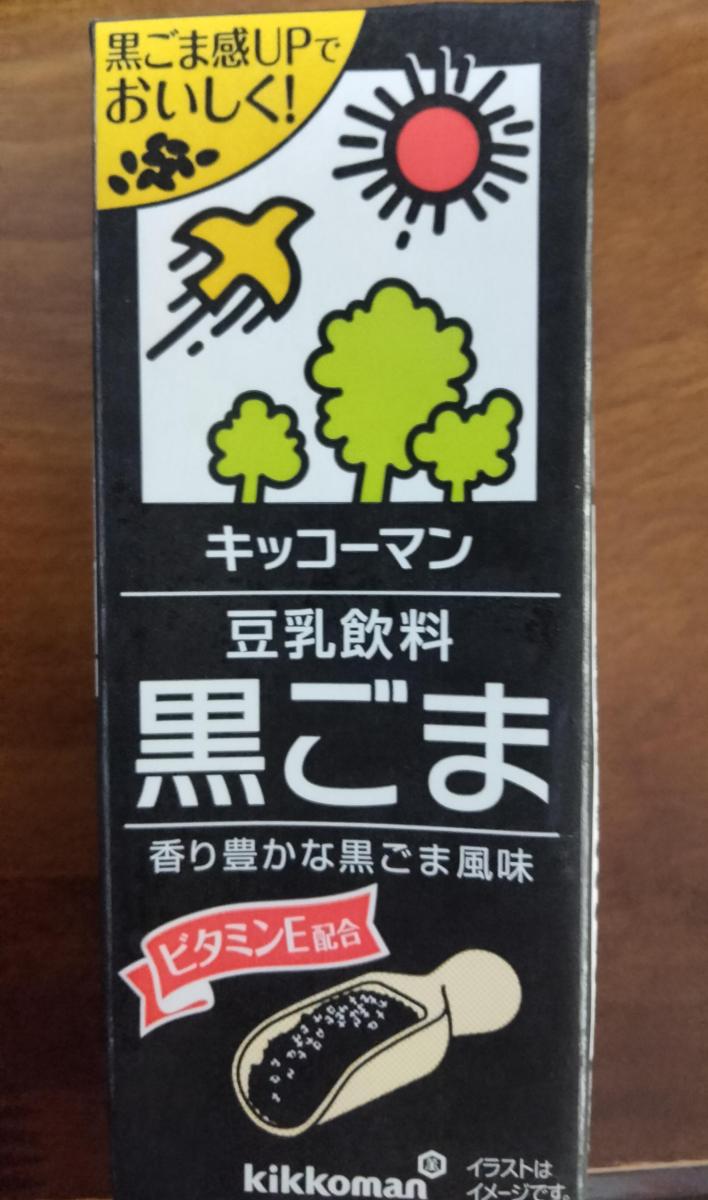 黒ごま感UPで
おいしく!
キッコーマン
豆乳飲料
黒ごま
香り豊かな黒ごま風味
ビタミンE配合
kikkoman
イラストは
イメージです。